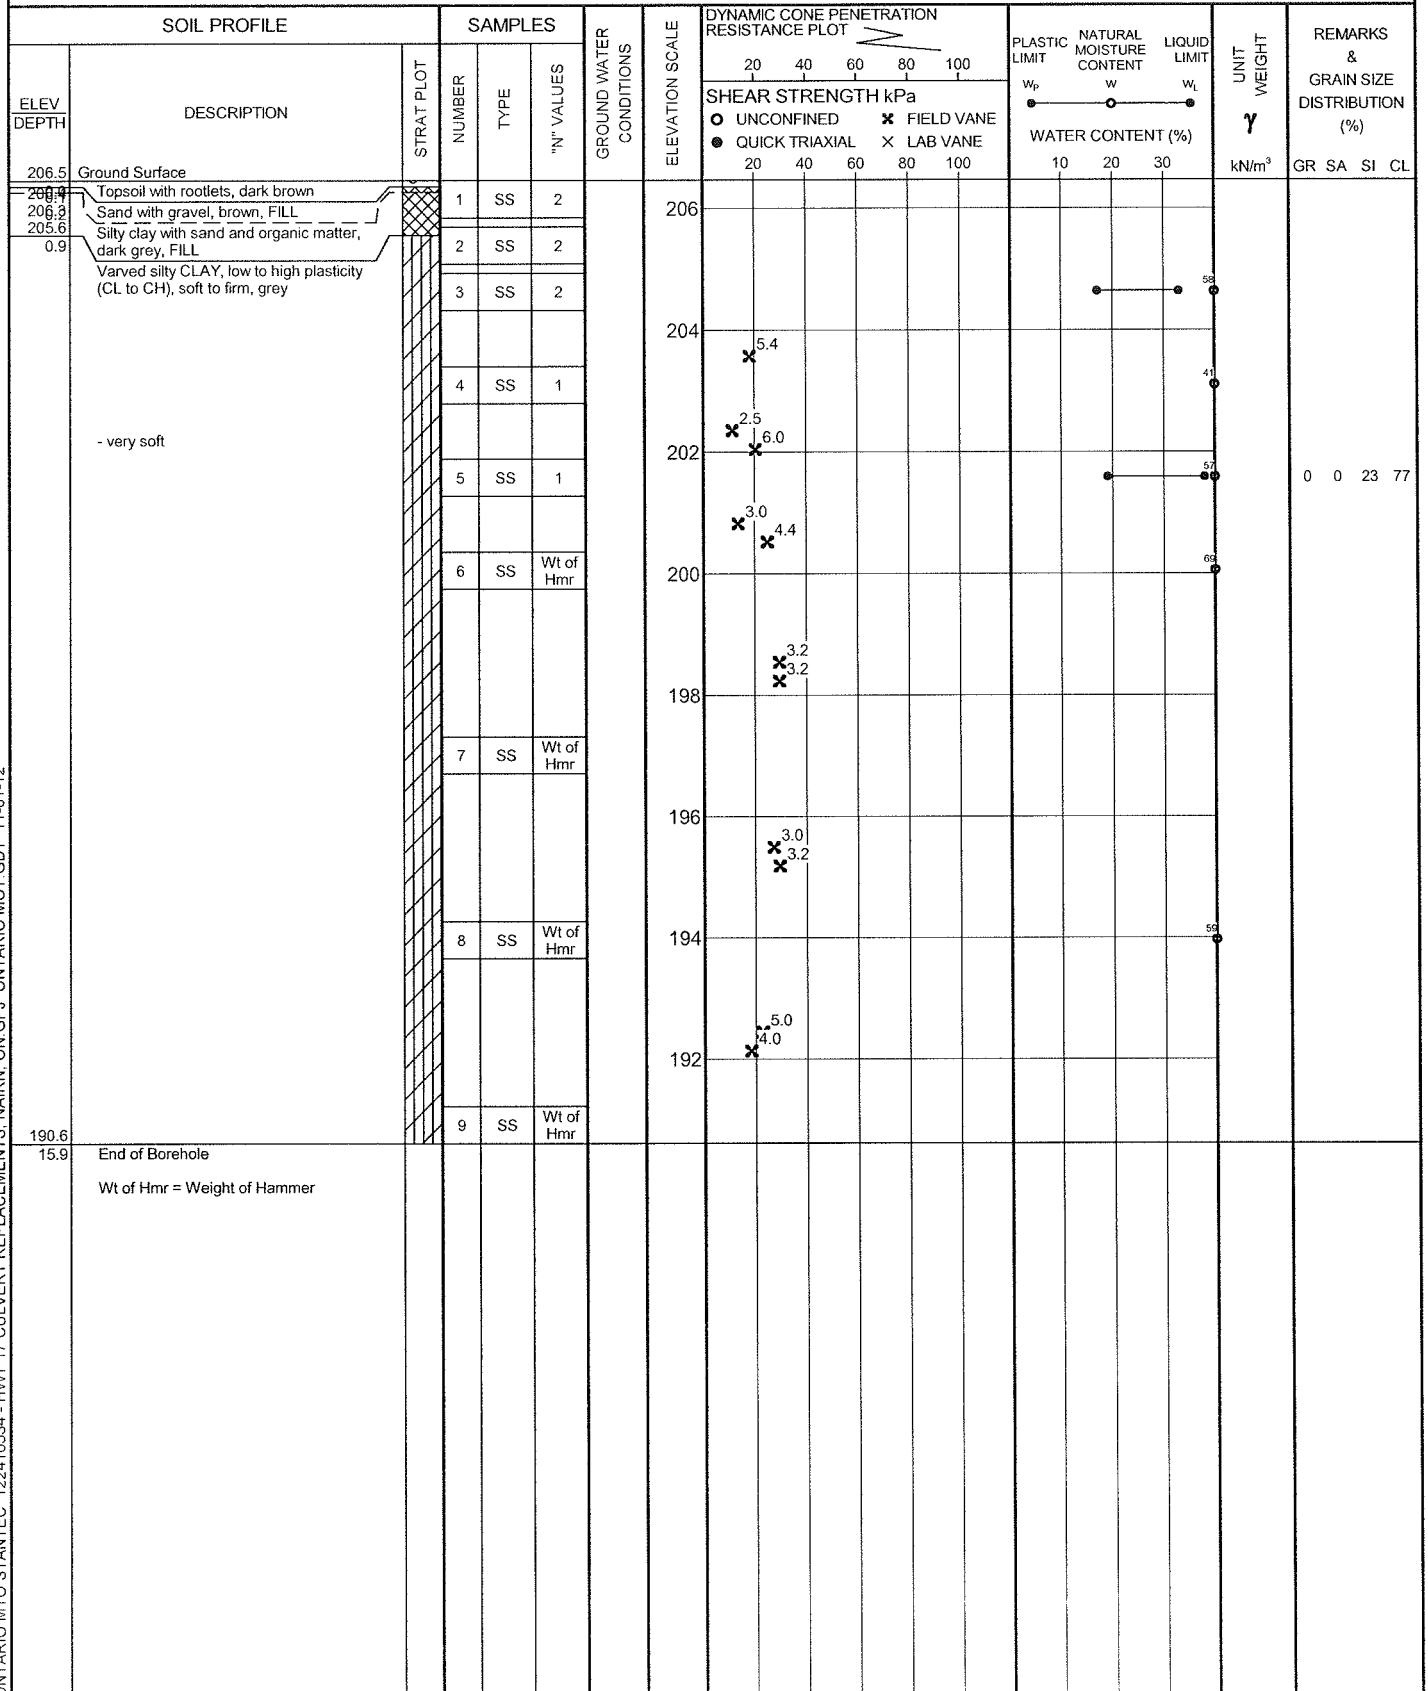 SOIL PROFILE
SAMPLES
GROUND WATER CONDITIONS
ELEVATION SCALE
DYNAMIC CONE PENETRATION
RESISTANCE PLOT
20 40 60 80 100
SHEAR STRENGTH kPa
UNCONFINED FIELD VANE
QUICK TRIAXIAL LAB VANE
20 40 60 80 100
PLASTIC LIMIT
NATURAL MOISTURE CONTENT
LIQUID LIMIT
WP W WL
WATER CONTENT (%)
10 20 30
UNIT WEIGHT
γ
kN/m³
REMARKS
&
GRAIN SIZE
DISTRIBUTION
(%)
GR SA SI CL
ELEV
DEPTH
DESCRIPTION
STRAT PLOT
NUMBER
TYPE
"N" VALUES
206.5 Ground Surface
Topsoil with rootlets, dark brown
Sand with gravel, brown, FILL
205.6 Silty clay with sand and organic matter,
0.9 dark grey, FILL
Varved silty CLAY, low to high plasticity
(CL to CH), soft to firm, grey
- very soft
1 SS 2
2 SS 2
3 SS 2
4 SS 1
5 SS 1
6 SS Wt of Hmr
7 SS Wt of Hmr
8 SS Wt of Hmr
9 SS Wt of Hmr
206
204
202
200
198
196
194
192
5.4
2.5
6.0
3.0
4.4
3.2
3.2
3.0
3.2
5.0
4.0
58
41
57
69
59
0 0 23 77
190.6
15.9 End of Borehole
Wt of Hmr = Weight of Hammer